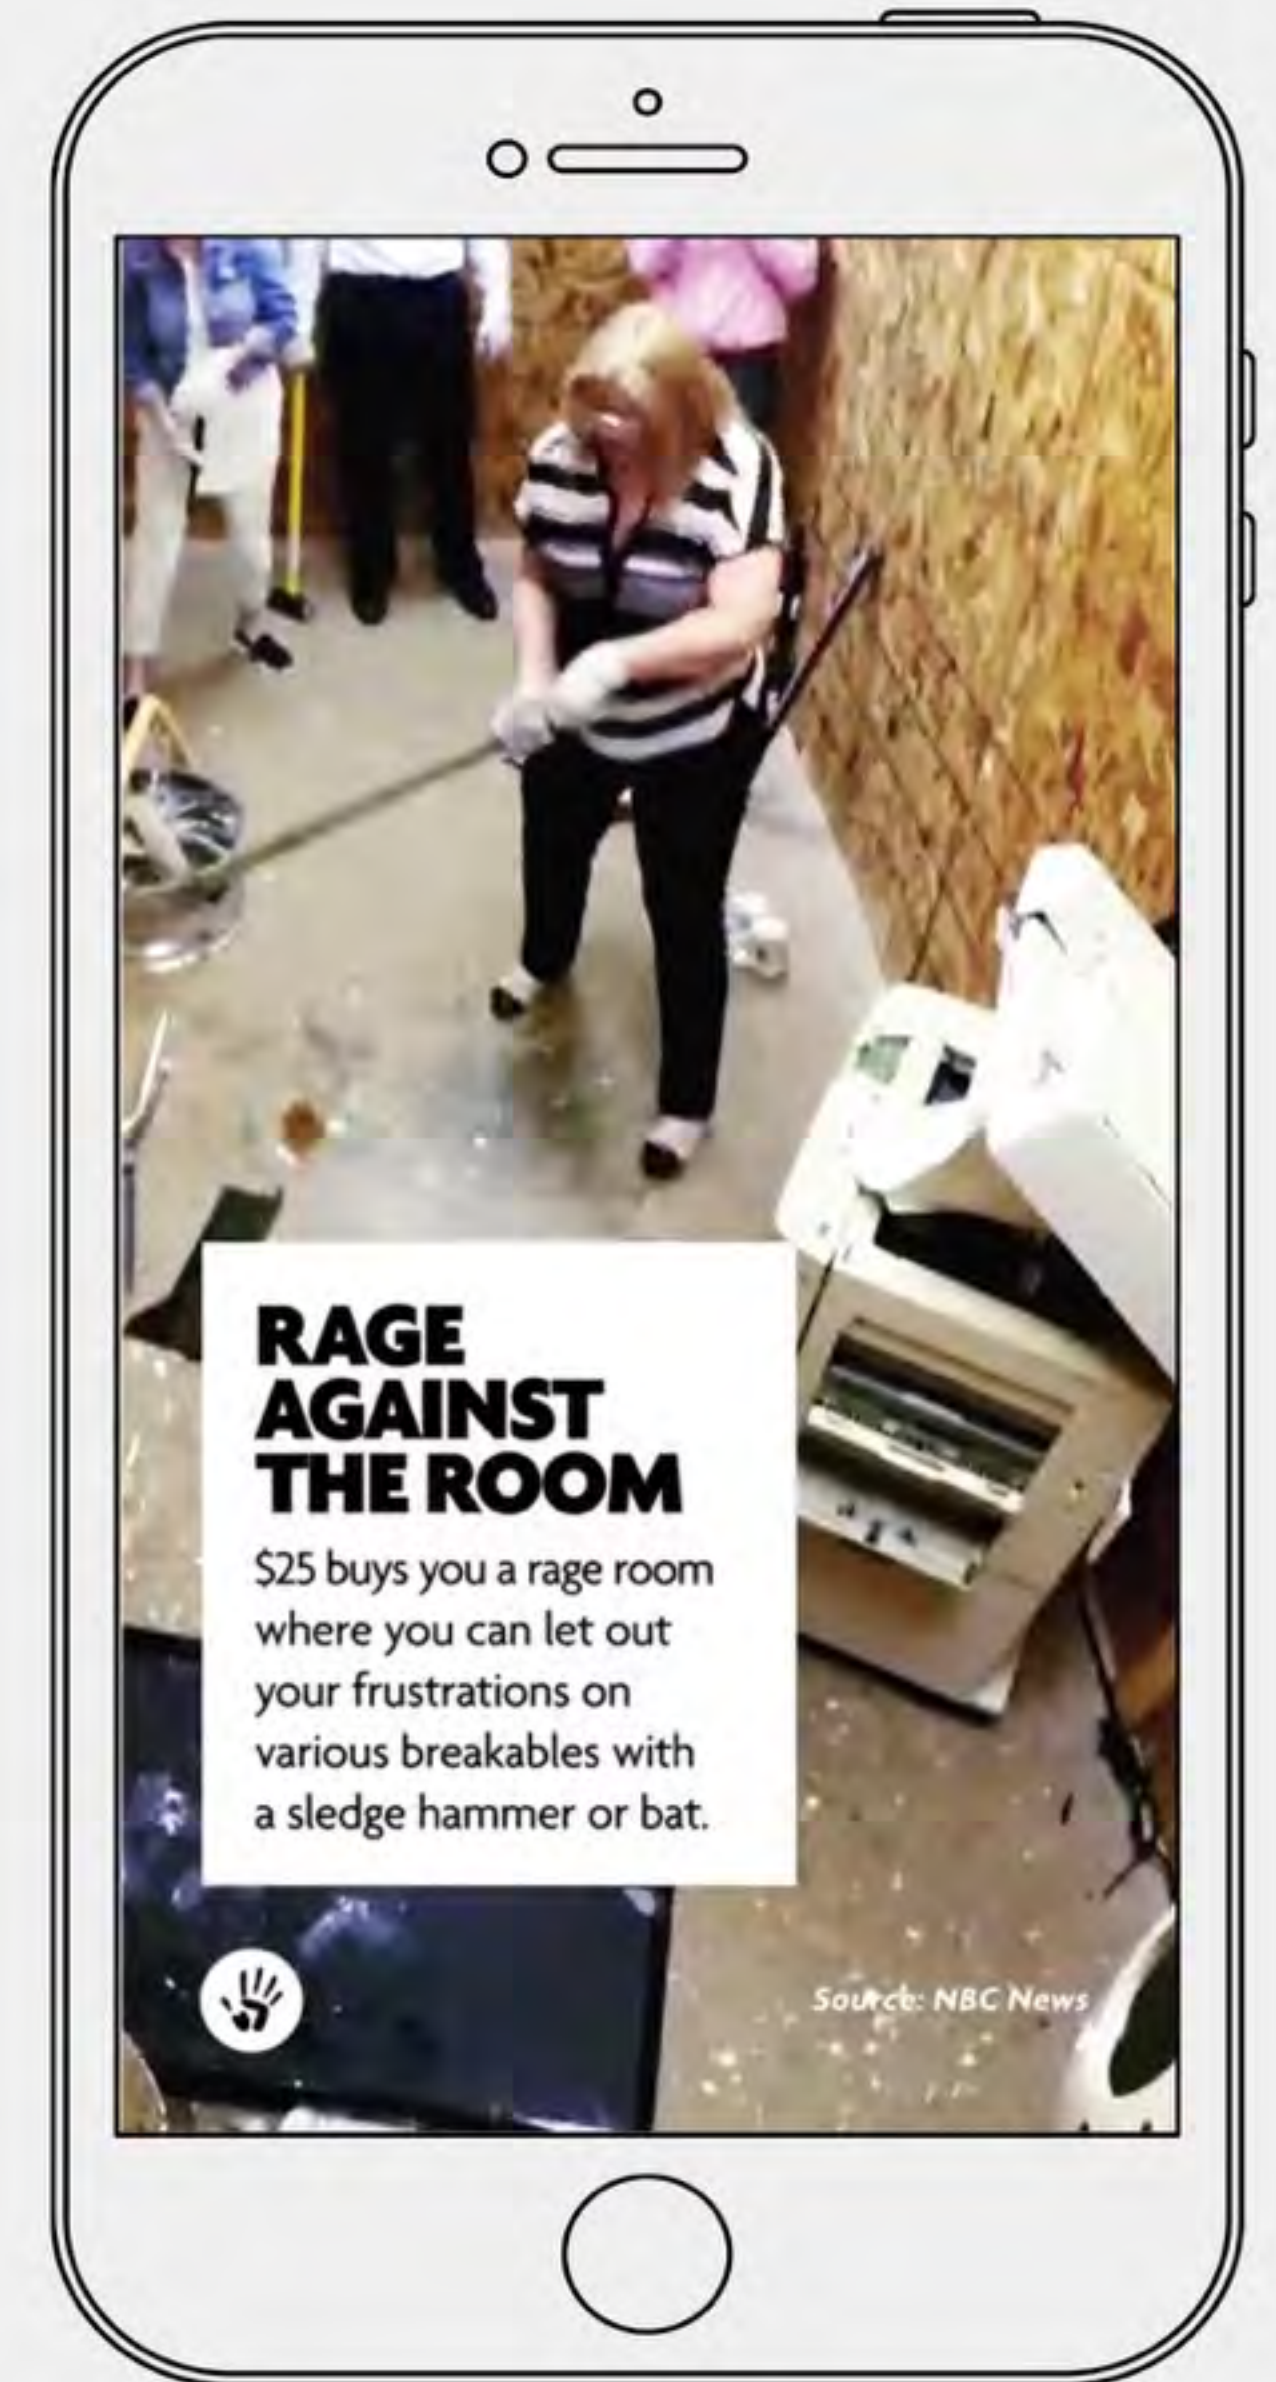 RAGE
AGAINST
THE ROOM
$25 buys you a rage room
where you can let out
your frustrations on
various breakables with
a sledge hammer or bat.
Source: NBC News